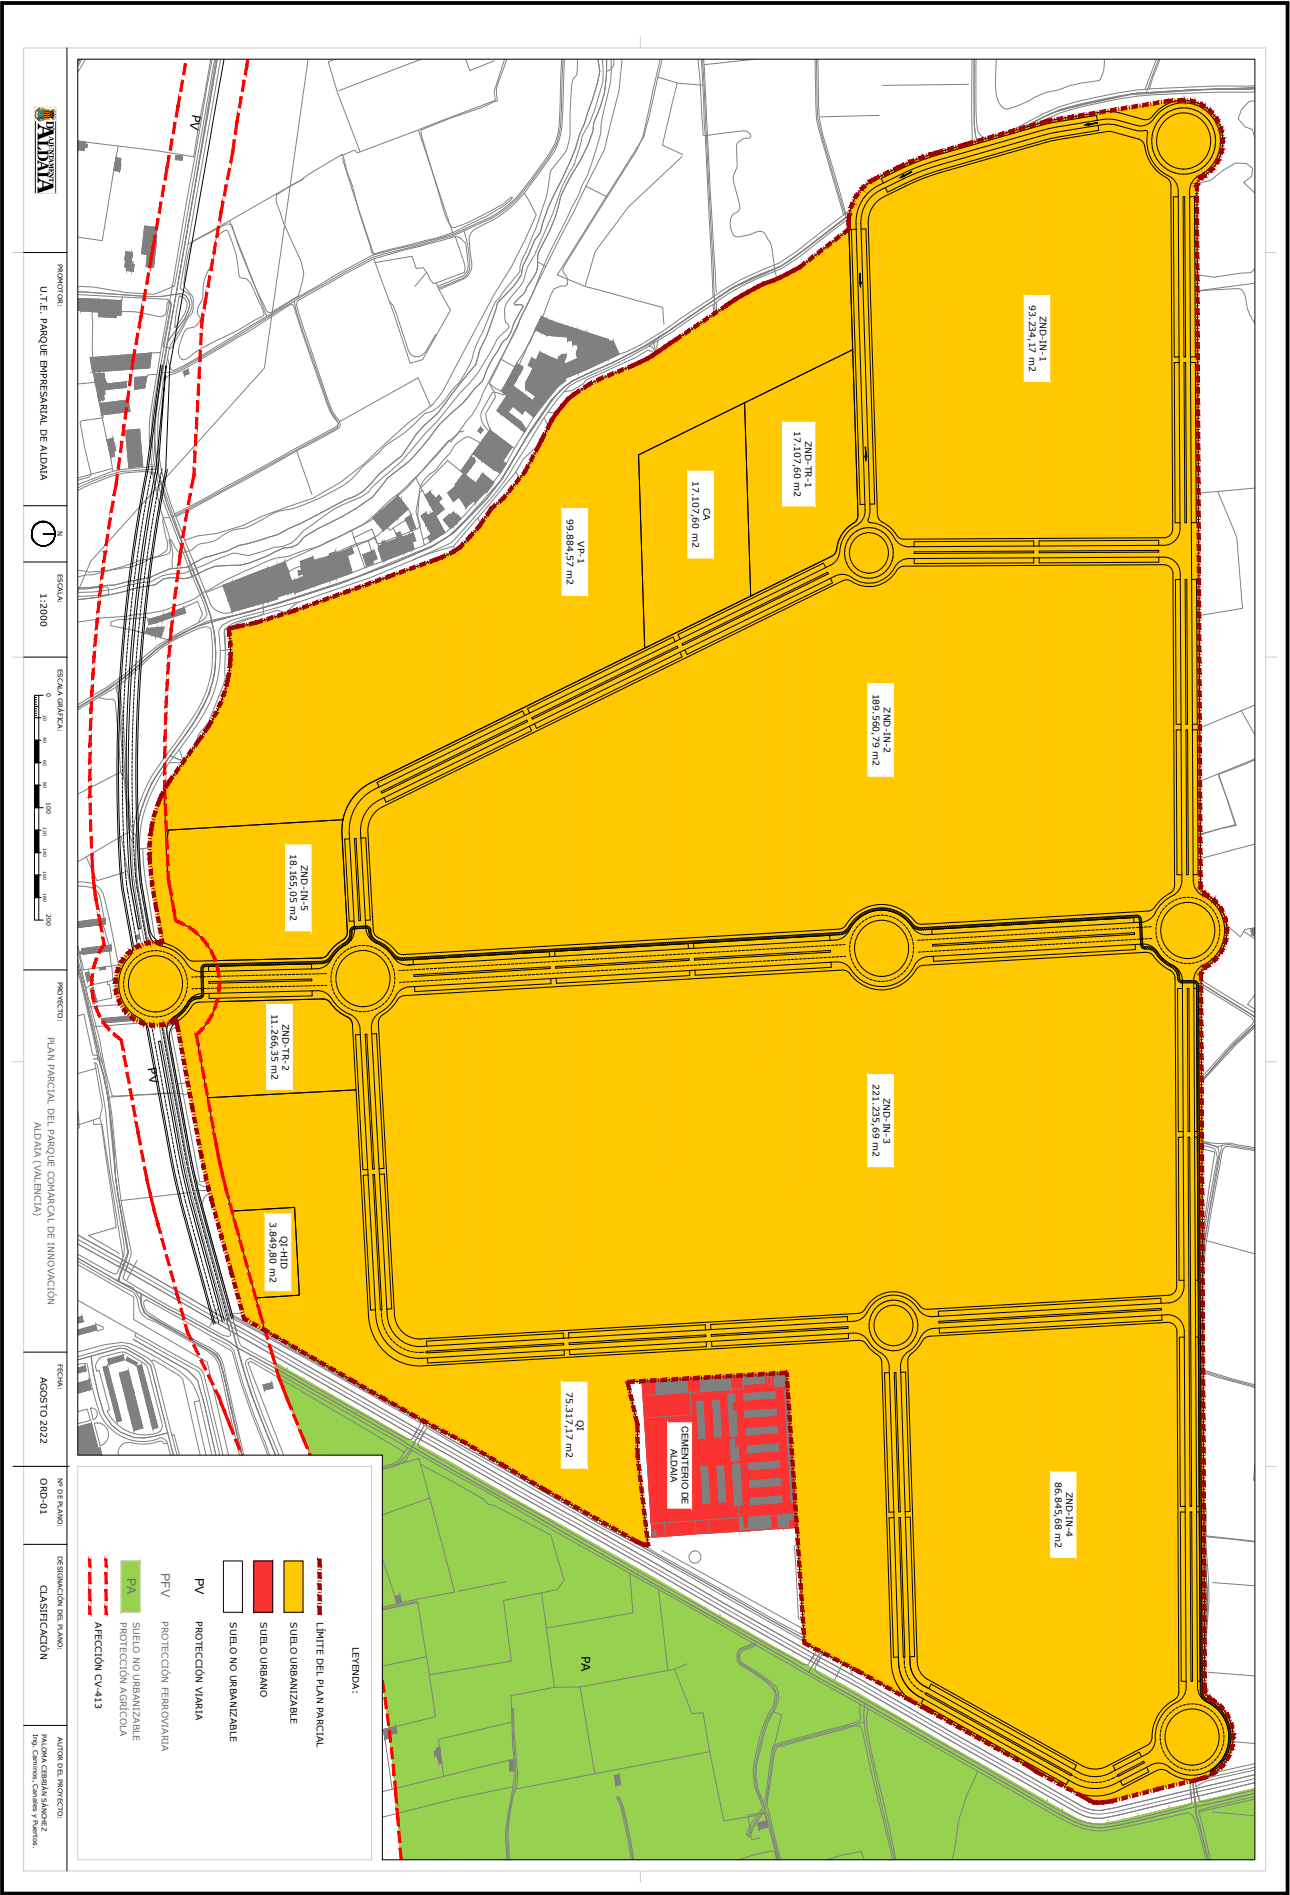 ZND-IN-1
93.234,17 m2
ZND-TR-1
17.107,60 m2
CA
17.107,60 m2
VP-1
99.884,57 m2
ZND-IN-2
189.560,79 m2
ZND-IN-5
18.165,05 m2
ZND-TR-2
11.266,35 m2
ZND-IN-3
221.235,69 m2
QI-HID
3.849,80 m2
QI
75.317,17 m2
CEMENTERIO DE
ALDAIA
ZND-IN-4
86.845,68 m2
PV
PV
PA
LEYENDA:
LÍMITE DEL PLAN PARCIAL
SUELO URBANIZABLE
SUELO URBANO
SUELO NO URBANIZABLE
PV PROTECCIÓN VIARIA
PFV PROTECCIÓN FERROVIARIA
PA SUELO NO URBANIZABLE
PROTECCIÓN AGRÍCOLA
AFECCIÓN CV-413
AJUNTAMENT D'
ALDAIA
PROMOTOR:
U.T.E. PARQUE EMPRESARIAL DE ALDAIA
N
ESCALA:
1:2000
ESCALA GRÁFICA:
0 20 40 60 80 100 120 140 160 180 200
PROYECTO:
PLAN PARCIAL DEL PARQUE COMARCAL DE INNOVACIÓN
ALDAIA (VALENCIA)
FECHA:
AGOSTO 2022
Nº DE PLANO:
ORD-01
DESIGNACIÓN DEL PLANO:
CLASIFICACIÓN
AUTOR DEL PROYECTO:
PALOMA CEBRIÁN SÁNCHEZ
Ing. Caminos, Canales y Puertos.